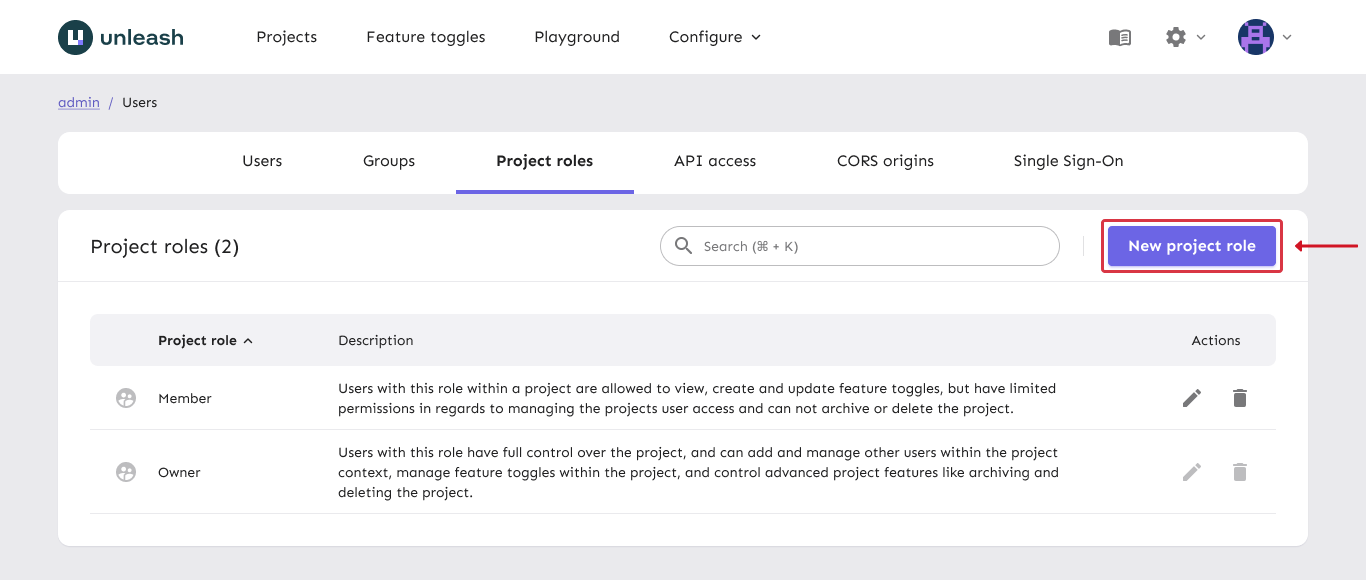 unleash
Projects
Feature toggles
Playground
Configure
admin / Users
Users
Groups
Project roles
API access
CORS origins
Single Sign-On
Project roles (2)
Search (⌘ + K)
New project role
Project role
Description
Actions
Member
Users with this role within a project are allowed to view, create and update feature toggles, but have limited
permissions in regards to managing the projects user access and can not archive or delete the project.
Owner
Users with this role have full control over the project, and can add and manage other users within the project
context, manage feature toggles within the project, and control advanced project features like archiving and
deleting the project.